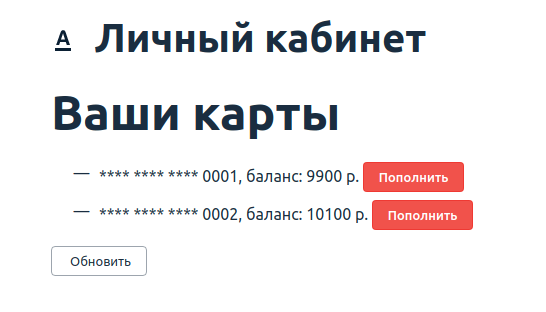 А Личный кабинет
Ваши карты
— **** **** **** 0001, баланс: 9900 р. Пополнить
— **** **** **** 0002, баланс: 10100 р. Пополнить
Обновить